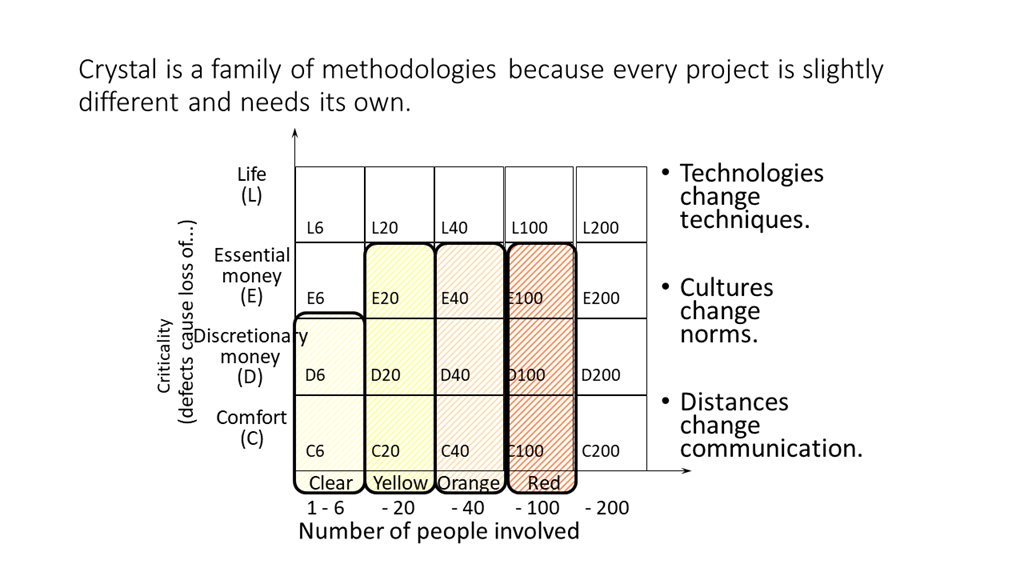 Crystal is a family of methodologies because every project is slightly
different and needs its own.
Criticality
(defects cause loss of...)
Life
(L)
L6 L20 L40 L100 L200
Essential
money
(E)
E6 E20 E40 E100 E200
Discretionary
money
(D)
D6 D20 D40 D100 D200
Comfort
(C)
C6 C20 C40 C100 C200
Clear Yellow Orange Red
1 - 6 - 20 - 40 - 100 - 200
Number of people involved
• Technologies
change
techniques.
• Cultures
change
norms.
• Distances
change
communication.